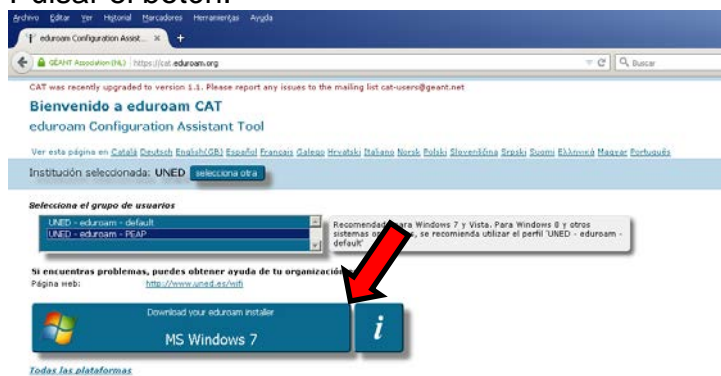 Pulsar el botón.
Archivo Editar Ver Historial Marcadores Herramientas Ayuda
eduroam Configuration Assist... × +
GÉANT Association (NL) https://cat.eduroam.org
Buscar
CAT was recently upgraded to version 1.1. Please report any issues to the mailing list cat-users@geant.net
Bienvenido a eduroam CAT
eduroam Configuration Assistant Tool
Ver esta página en Català Deutsch English(GB) Español Français Galego Hrvatski Italiano Norsk Polski Slovenščina Srpski Suomi Ελληνικά Magyar Português
Institución seleccionada: UNED selecciona otra
Selecciona el grupo de usuarios
UNED - eduroam - default
UNED - eduroam - PEAP
Recomendado para Windows 7 y Vista. Para Windows 8 y otros
sistemas se recomienda utilizar el perfil 'UNED - eduroam -
default'
Si encuentras problemas, puedes obtener ayuda de tu organización
Página web: http://www.uned.es/wifi
Download your eduroam installer
MS Windows 7
i
Todas las plataformas